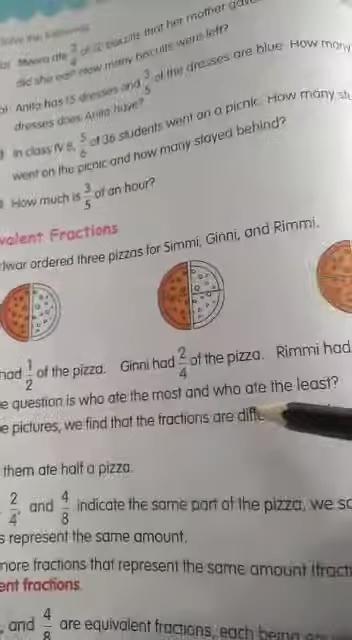 Meena ate 3/4 of 12 biscuits that her mother gave
did she eat? How many biscuits were left?
Anita has 15 dresses and 3/5 of the dresses are blue. How many
dresses does Anita have?
In class IV B, 5/6 of 36 students went on a picnic. How many
went on the picnic and how many stayed behind?
How much is 3/5 of an hour?
valent Fractions
ordered three pizzas for Simmi, Ginni, and Rimmi.
had 1/2 of the pizza. Ginni had 2/4 of the pizza. Rimmi had
question is who ate the most and who ate the least?
pictures, we find that the fractions are diffe
them ate half a pizza.
2/4, and 4/8 indicate the same part of the pizza, we
represent the same amount.
more fractions that represent the same amount
ent fractions.
and 4/8 are equivalent fractions, each being